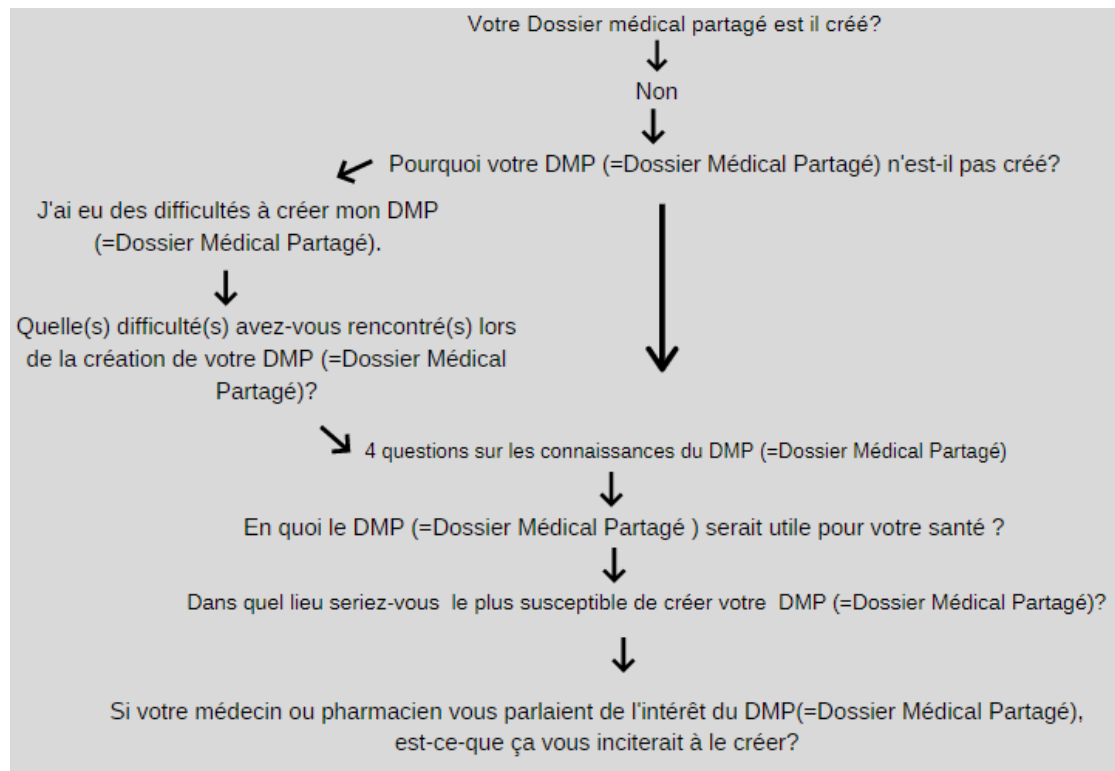 Votre Dossier médical partagé est il créé?
Non
Pourquoi votre DMP (=Dossier Médical Partagé) n'est-il pas créé?
J'ai eu des difficultés à créer mon DMP
(=Dossier Médical Partagé).
Quelle(s) difficulté(s) avez-vous rencontré(s) lors
de la création de votre DMP (=Dossier Médical
Partagé)?
4 questions sur les connaissances du DMP (=Dossier Médical Partagé)
En quoi le DMP (=Dossier Médical Partagé ) serait utile pour votre santé ?
Dans quel lieu seriez-vous  le plus susceptible de créer votre  DMP (=Dossier Médical Partagé)?
Si votre médecin ou pharmacien vous parlaient de l'intérêt du DMP(=Dossier Médical Partagé),
est-ce-que ça vous inciterait à le créer?